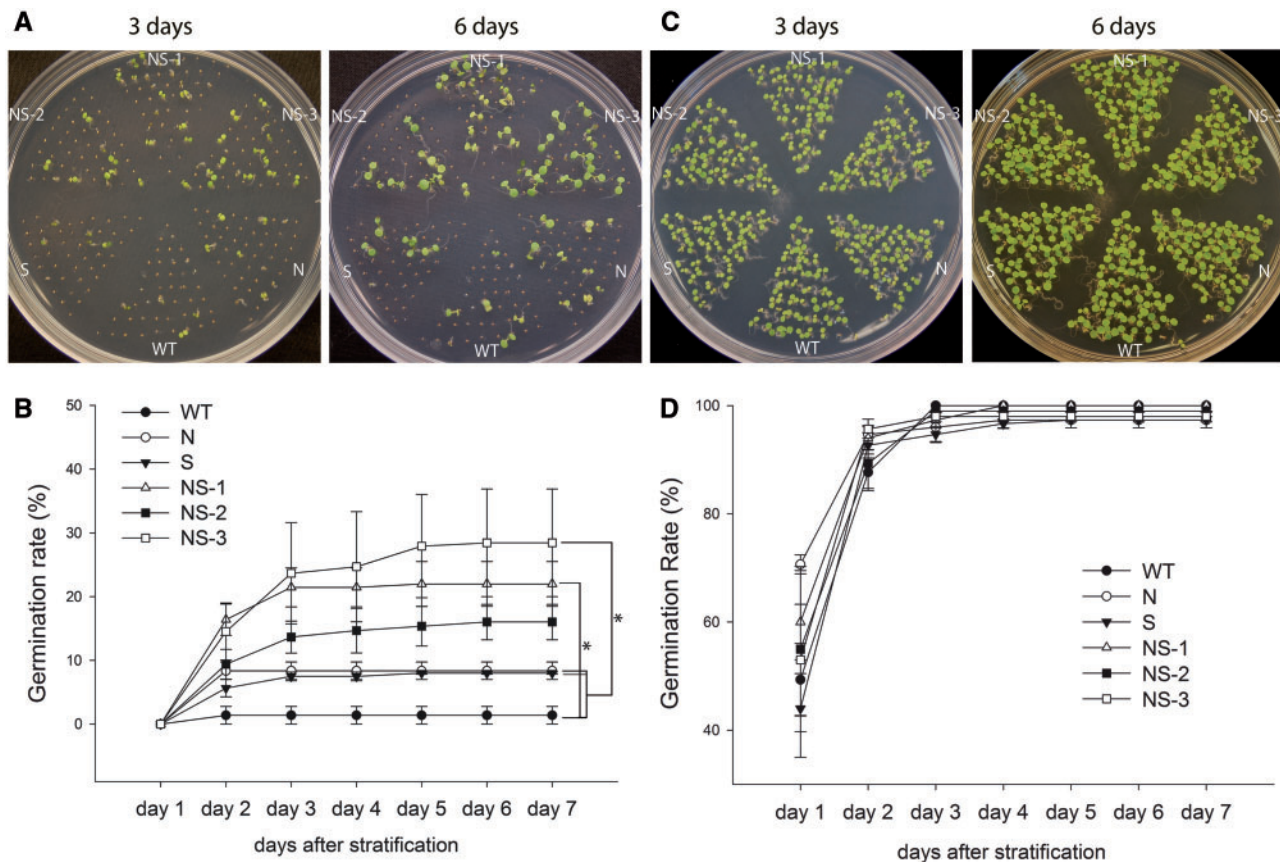 A
3 days
6 days
NS-1
NS-2
NS-3
S
N
WT
NS-1
NS-2
NS-3
S
N
WT
C
3 days
6 days
NS-1
NS-2
NS-3
S
N
WT
NS-1
NS-2
NS-3
S
N
WT
B
50
40
30
20
10
0
Germination rate (%)
WT
N
S
NS-1
NS-2
NS-3
*
*
day 1 day 2 day 3 day 4 day 5 day 6 day 7
days after stratification
D
100
80
60
40
Germination Rate (%)
WT
N
S
NS-1
NS-2
NS-3
day 1 day 2 day 3 day 4 day 5 day 6 day 7
days after stratification